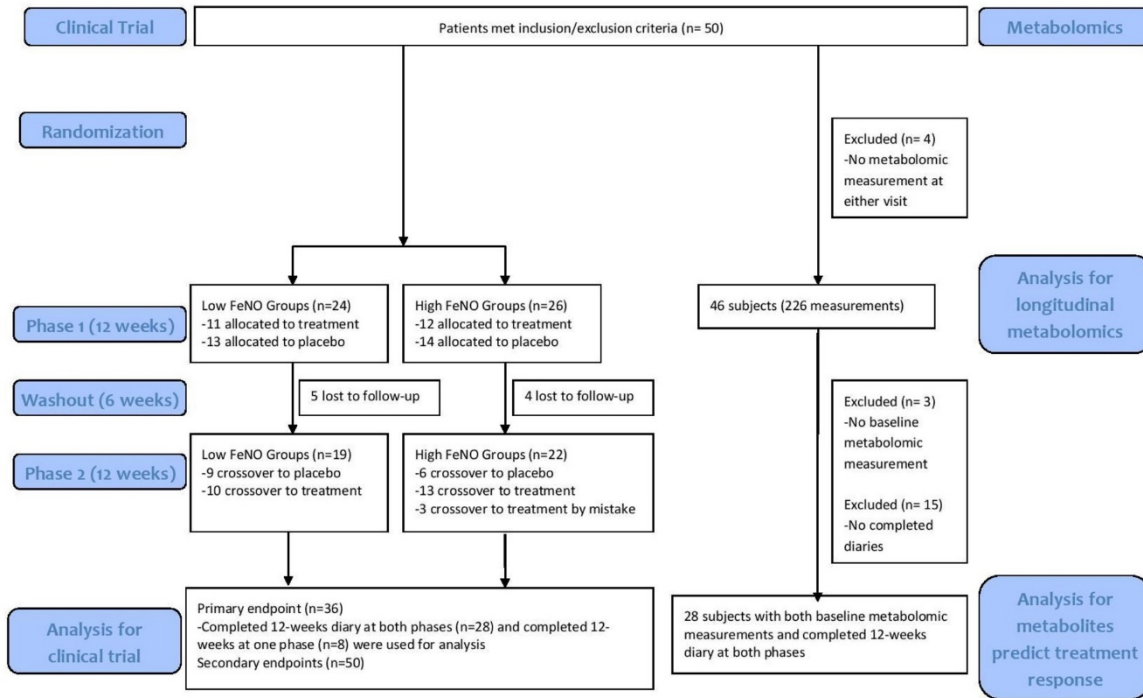 Clinical Trial
Patients met inclusion/exclusion criteria (n= 50)
Metabolomics
Randomization
Excluded (n= 4)
-No metabolomic
measurement at
either visit
Low FeNO Groups (n=24)
-11 allocated to treatment
-13 allocated to placebo
High FeNO Groups (n=26)
-12 allocated to treatment
-14 allocated to placebo
46 subjects (226 measurements)
Analysis for
longitudinal
metabolomics
Phase 1 (12 weeks)
Washout (6 weeks)
5 lost to follow-up
4 lost to follow-up
Excluded (n= 3)
-No baseline
metabolomic
measurement
Excluded (n= 15)
-No completed
diaries
Phase 2 (12 weeks)
Low FeNO Groups (n=19)
-9 crossover to placebo
-10 crossover to treatment
High FeNO Groups (n=22)
-6 crossover to placebo
-13 crossover to treatment
-3 crossover to treatment by mistake
Analysis for
clinical trial
Primary endpoint (n=36)
-Completed 12-weeks diary at both phases (n=28) and completed 12-
weeks at one phase (n=8) were used for analysis
Secondary endpoints (n=50)
28 subjects with both baseline metabolomic
measurements and completed 12-weeks
diary at both phases
Analysis for
metabolites
predict treatment
response